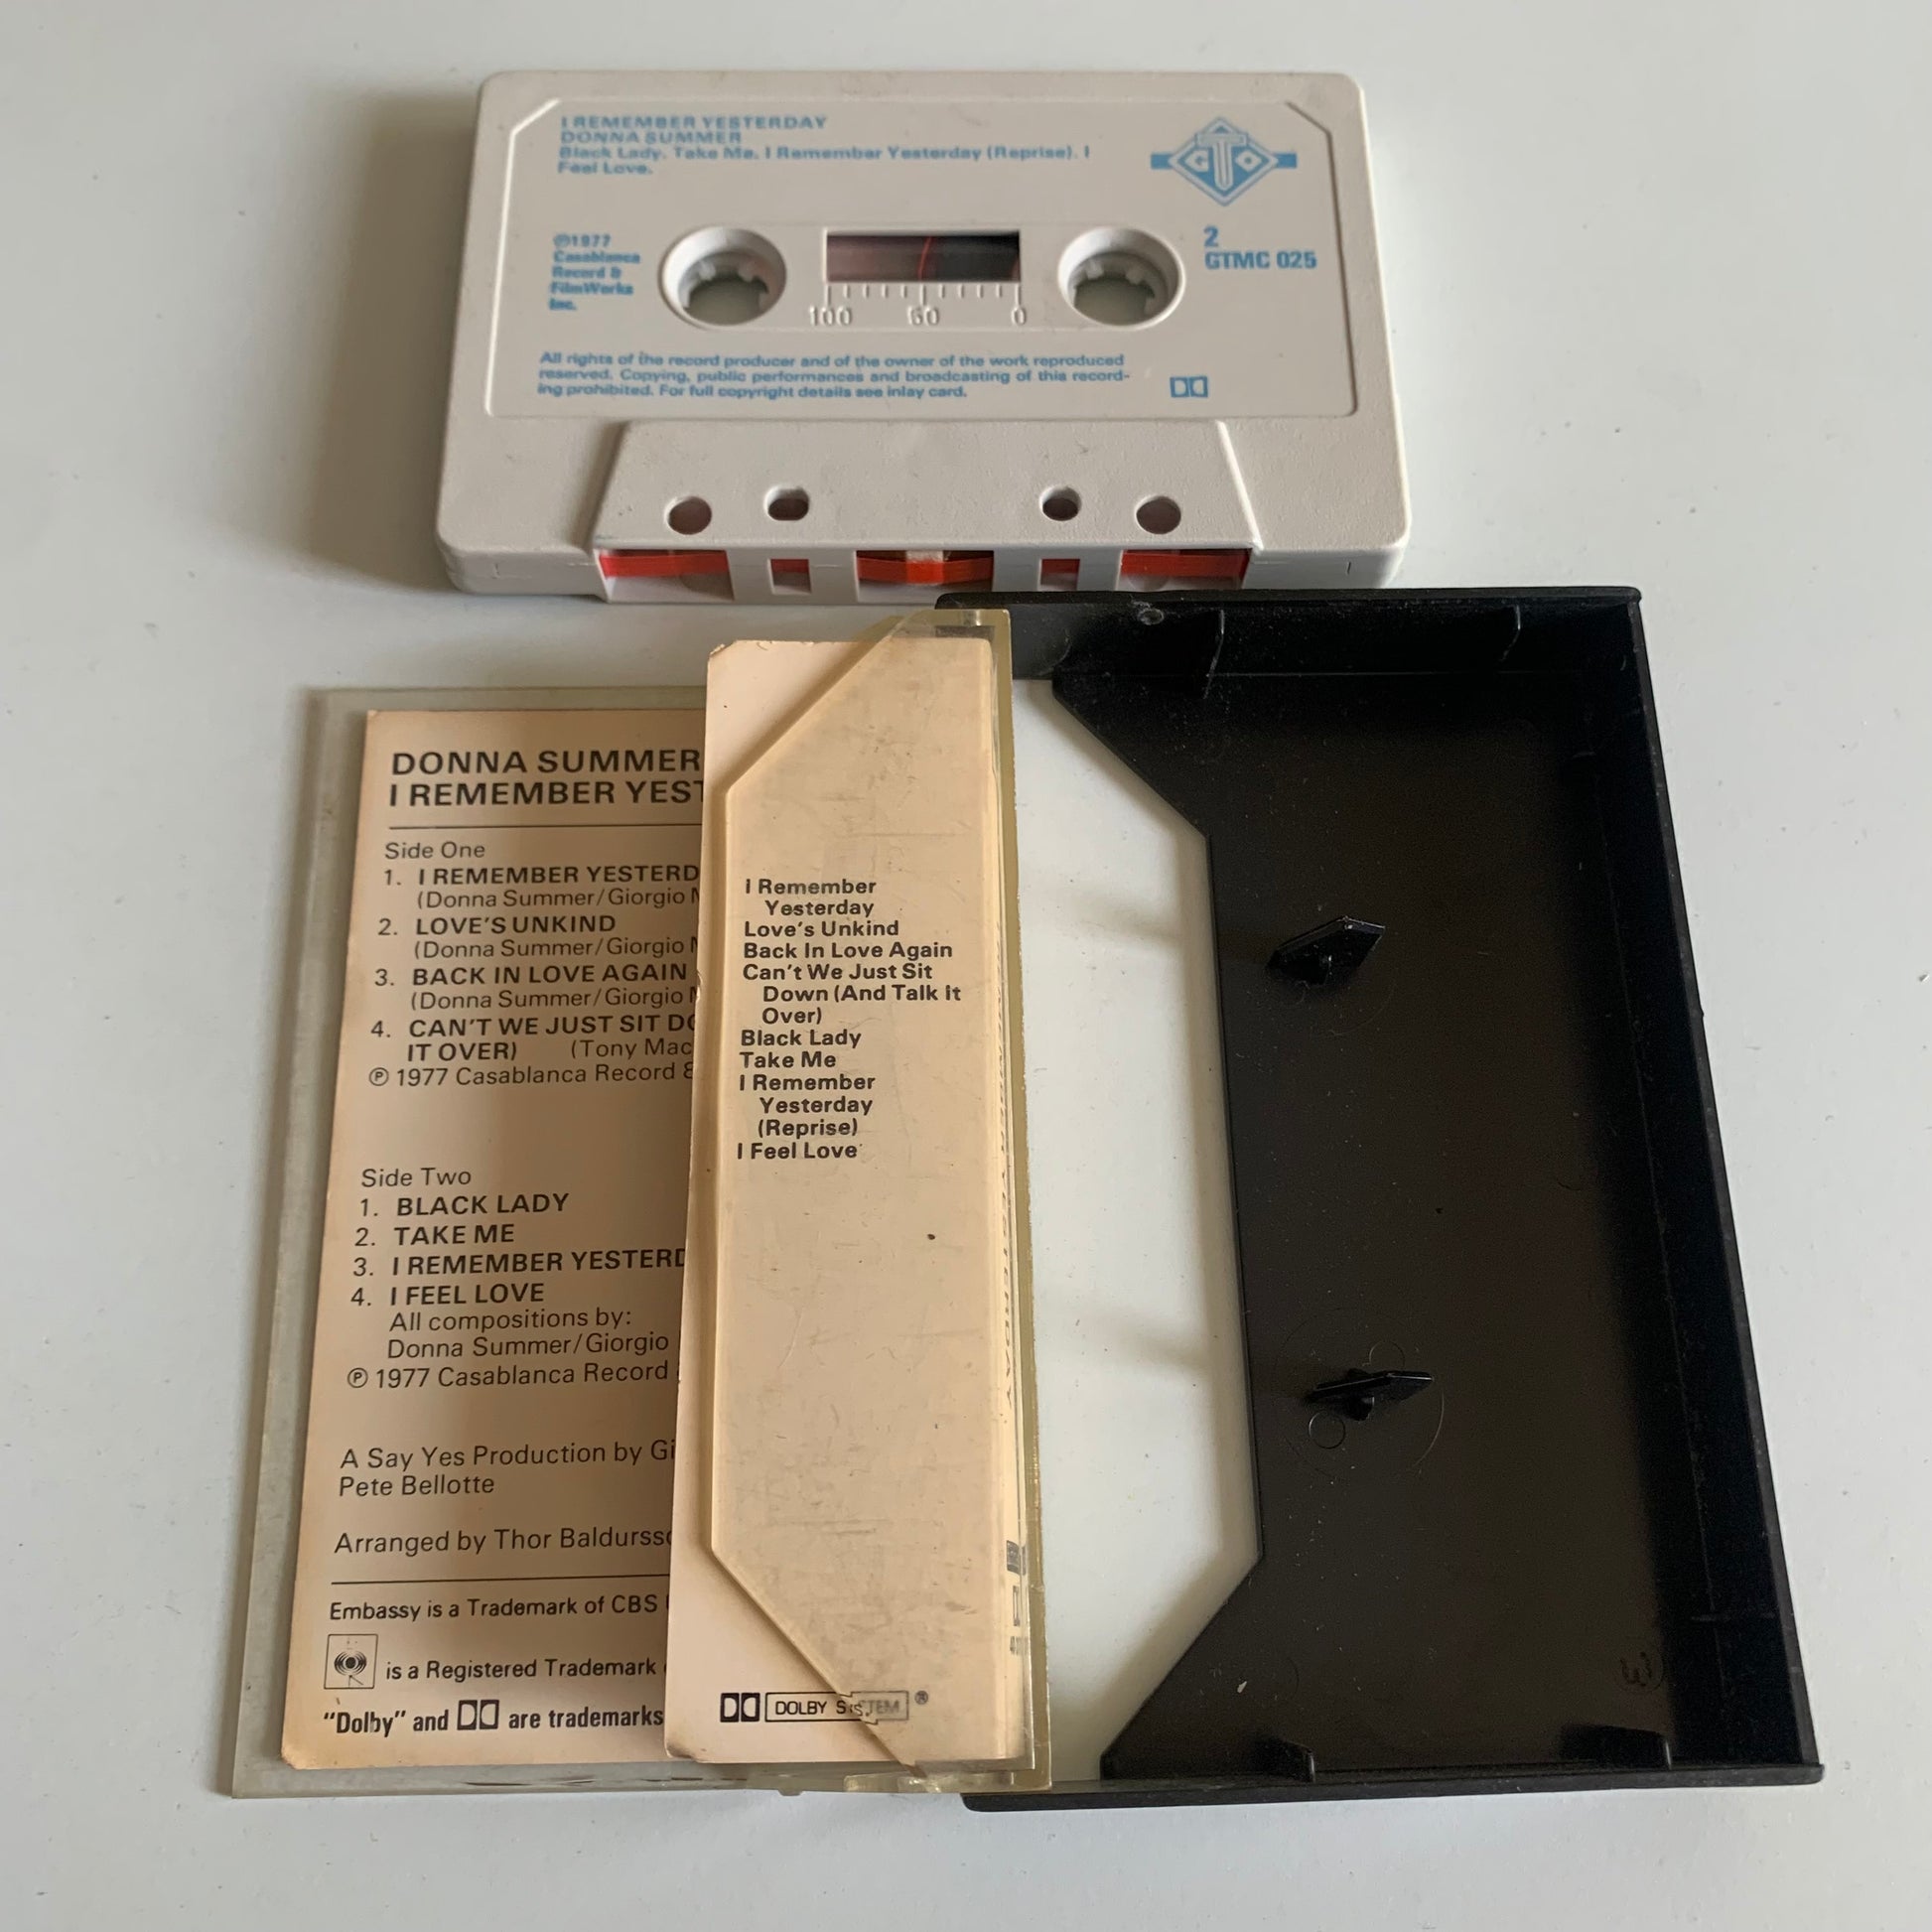 I REMEMBER YESTERDAY
DONNA SUMMER
Black Lady. Take Me. I Remember Yesterday (Reprise). I
Feel Love.
GTO
℗1977
Casablanca
Record &
FilmWorks
Inc.
2
GTMC 025
100 50 0
All rights of the record producer and of the owner of the work reproduced
reserved. Copying, public performances and broadcasting of this record-
ing prohibited. For full copyright details see inlay card.
DONNA SUMMER
I REMEMBER YEST
Side One
1. I REMEMBER YESTERD
(Donna Summer/Giorgio M
2. LOVE'S UNKIND
(Donna Summer/Giorgio M
3. BACK IN LOVE AGAIN
(Donna Summer/Giorgio M
4. CAN'T WE JUST SIT DO
IT OVER) (Tony Mac
℗ 1977 Casablanca Record &
Side Two
1. BLACK LADY
2. TAKE ME
3. I REMEMBER YESTERD
4. I FEEL LOVE
All compositions by:
Donna Summer/Giorgio
℗ 1977 Casablanca Record
A Say Yes Production by Gi
Pete Bellotte
Arranged by Thor Baldursso
Embassy is a Trademark of CBS
is a Registered Trademark
"Dolby" and are trademarks
I Remember
Yesterday
Love's Unkind
Back In Love Again
Can't We Just Sit
Down (And Talk It
Over)
Black Lady
Take Me
I Remember
Yesterday
(Reprise)
I Feel Love
DOLBY SYSTEM ®